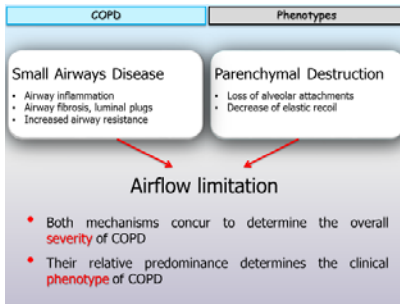 COPD
Phenotypes
Small Airways Disease
• Airway inflammation
• Airway fibrosis, luminal plugs
• Increased airway resistance
Parenchymal Destruction
• Loss of alveolar attachments
• Decrease of elastic recoil
Airflow limitation
• Both mechanisms concur to determine the overall
severity of COPD
• Their relative predominance determines the clinical
phenotype of COPD